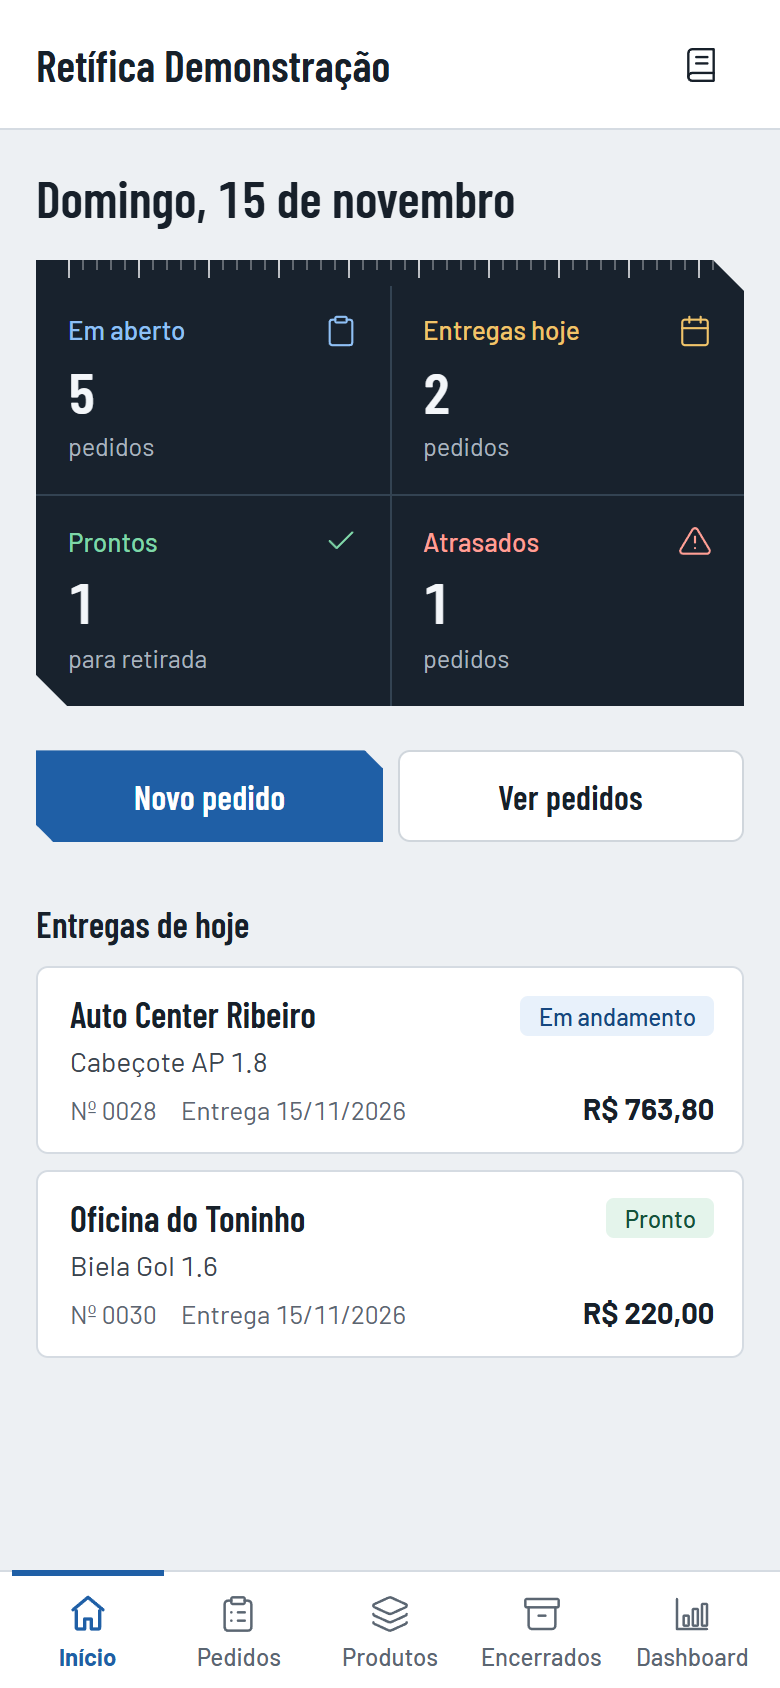 Retífica Demonstração
Domingo, 15 de novembro
Em aberto
5
pedidos
Entregas hoje
2
pedidos
Prontos
1
para retirada
Atrasados
1
pedidos
Novo pedido
Ver pedidos
Entregas de hoje
Auto Center Ribeiro
Em andamento
Cabeçote AP 1.8
Nº 0028 Entrega 15/11/2026
R$ 763,80
Oficina do Toninho
Pronto
Biela Gol 1.6
Nº 0030 Entrega 15/11/2026
R$ 220,00
Início
Pedidos
Produtos
Encerrados
Dashboard